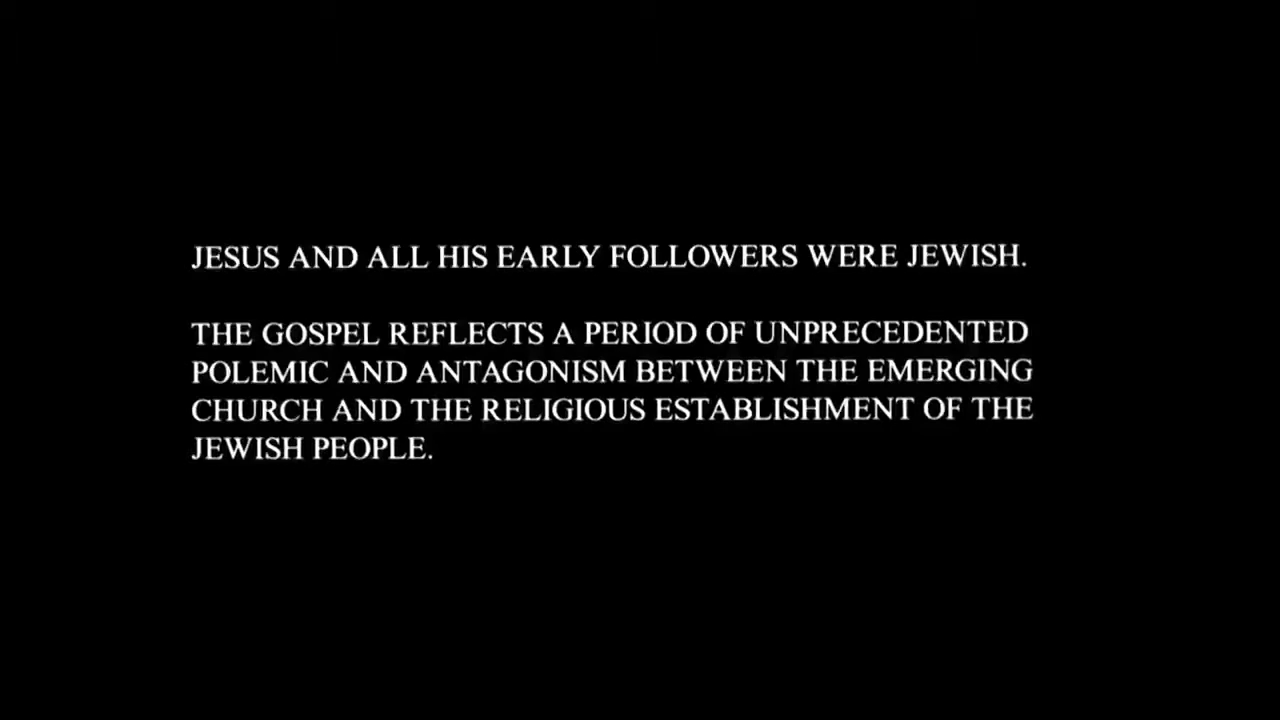 JESUS AND ALL HIS EARLY FOLLOWERS WERE JEWISH.
THE GOSPEL REFLECTS A PERIOD OF UNPRECEDENTED
POLEMIC AND ANTAGONISM BETWEEN THE EMERGING
CHURCH AND THE RELIGIOUS ESTABLISHMENT OF THE
JEWISH PEOPLE.